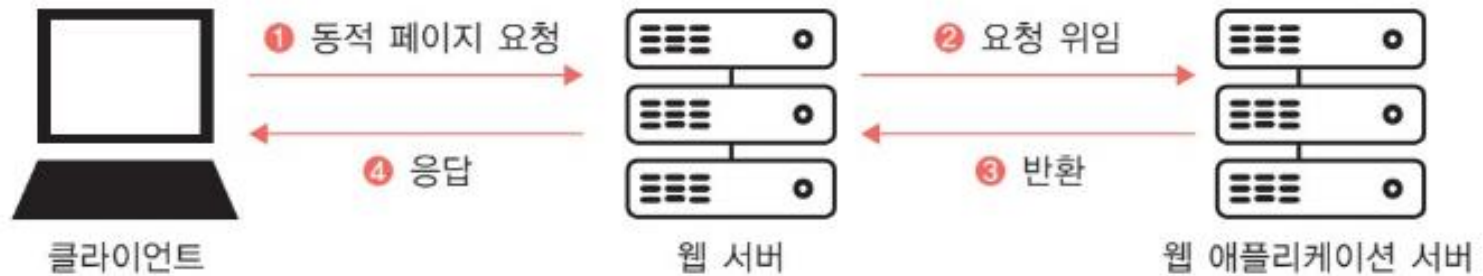 ❶ 동적 페이지 요청
❷ 요청 위임
❹ 응답
❸ 반환
클라이언트
웹 서버
웹 애플리케이션 서버